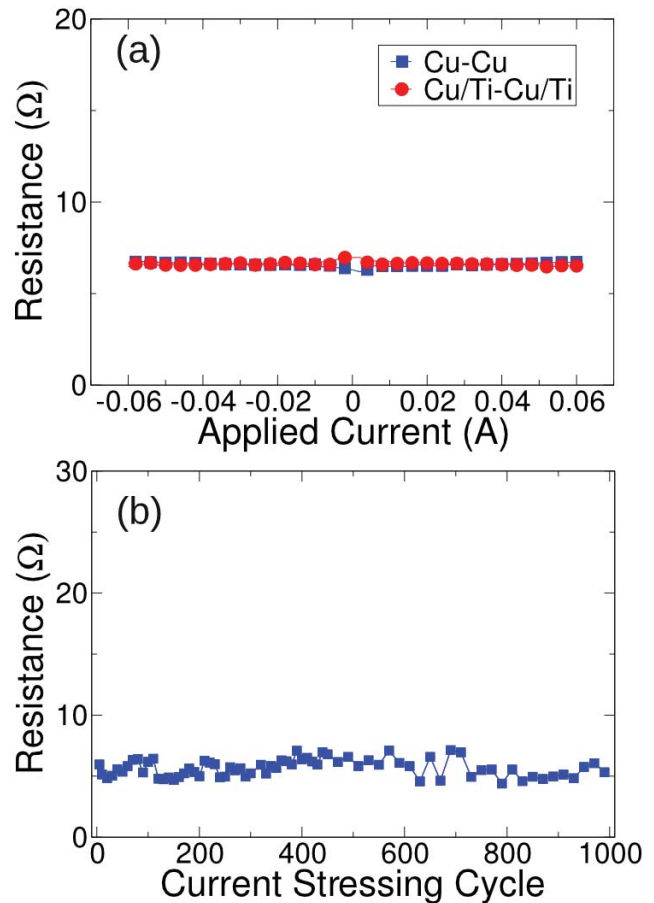 20
(a)
Cu-Cu
Cu/Ti-Cu/Ti
Resistance (Ω)
10
0
-0.06 -0.04 -0.02 0 0.02 0.04 0.06
Applied Current (A)
30
(b)
20
Resistance (Ω)
10
0
0 200 400 600 800 1000
Current Stressing Cycle